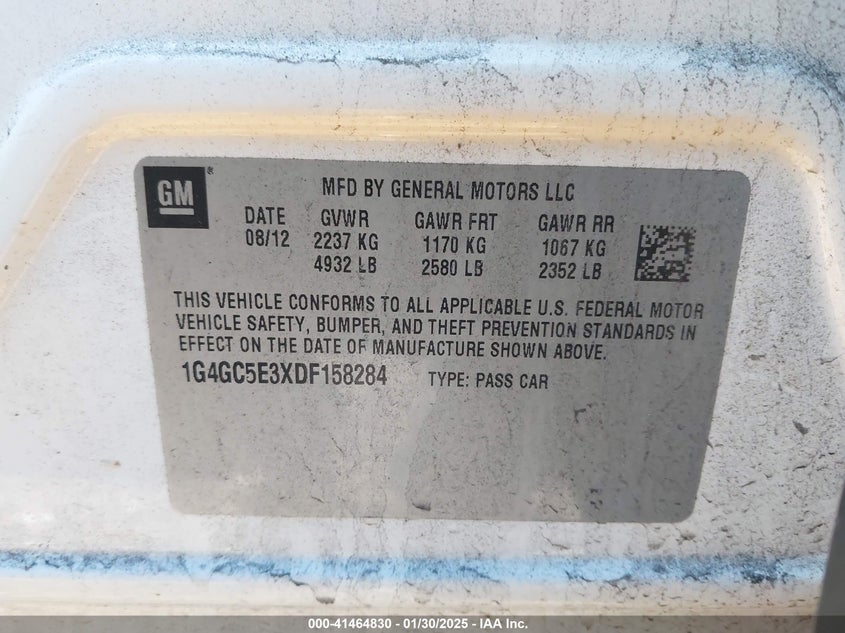 GM®
MFD BY GENERAL MOTORS LLC
DATE GVWR GAWR FRT GAWR RR
08/12 2237 KG 1170 KG 1067 KG
4932 LB 2580 LB 2352 LB
THIS VEHICLE CONFORMS TO ALL APPLICABLE U.S. FEDERAL MOTOR
VEHICLE SAFETY, BUMPER, AND THEFT PREVENTION STANDARDS IN
EFFECT ON THE DATE OF MANUFACTURE SHOWN ABOVE.
1G4GC5E3XDF158284 TYPE: PASS CAR
000-41464830 - 01/30/2025 - IAA Inc.